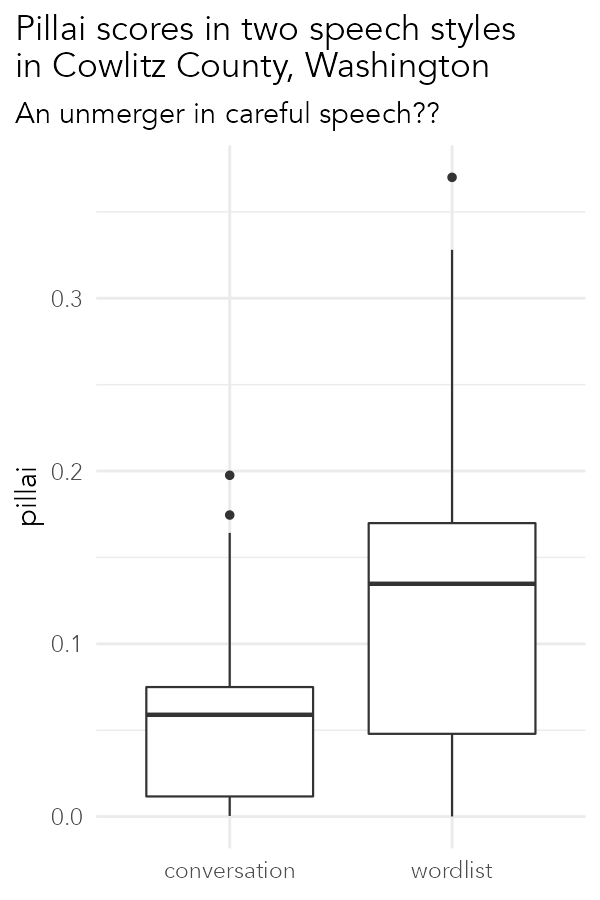 Pillai scores in two speech styles
in Cowlitz County, Washington
An unmerger in careful speech??
pillai
0.3
0.2
0.1
0.0
conversation
wordlist